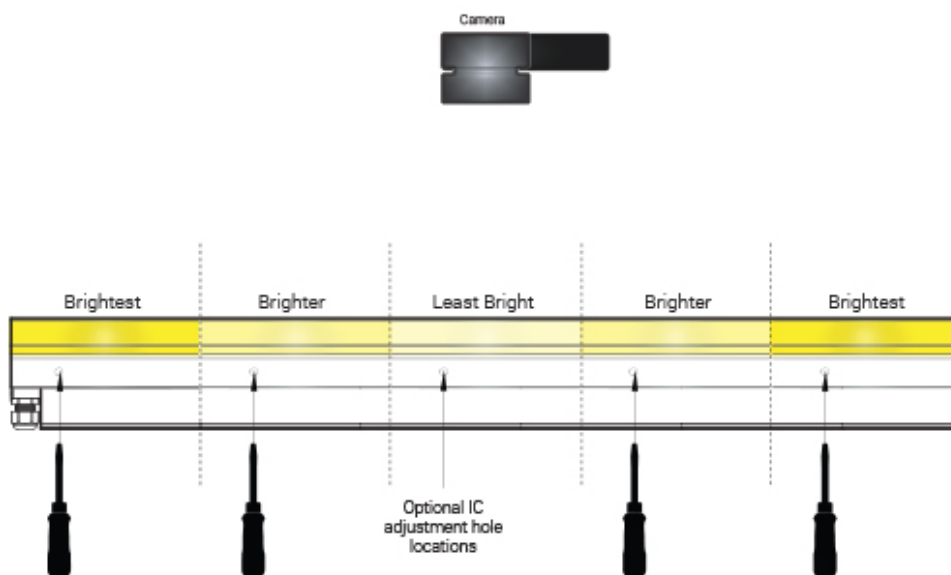 Camera
Brightest
Brighter
Least Bright
Brighter
Brightest
Optional IC
adjustment hole
locations